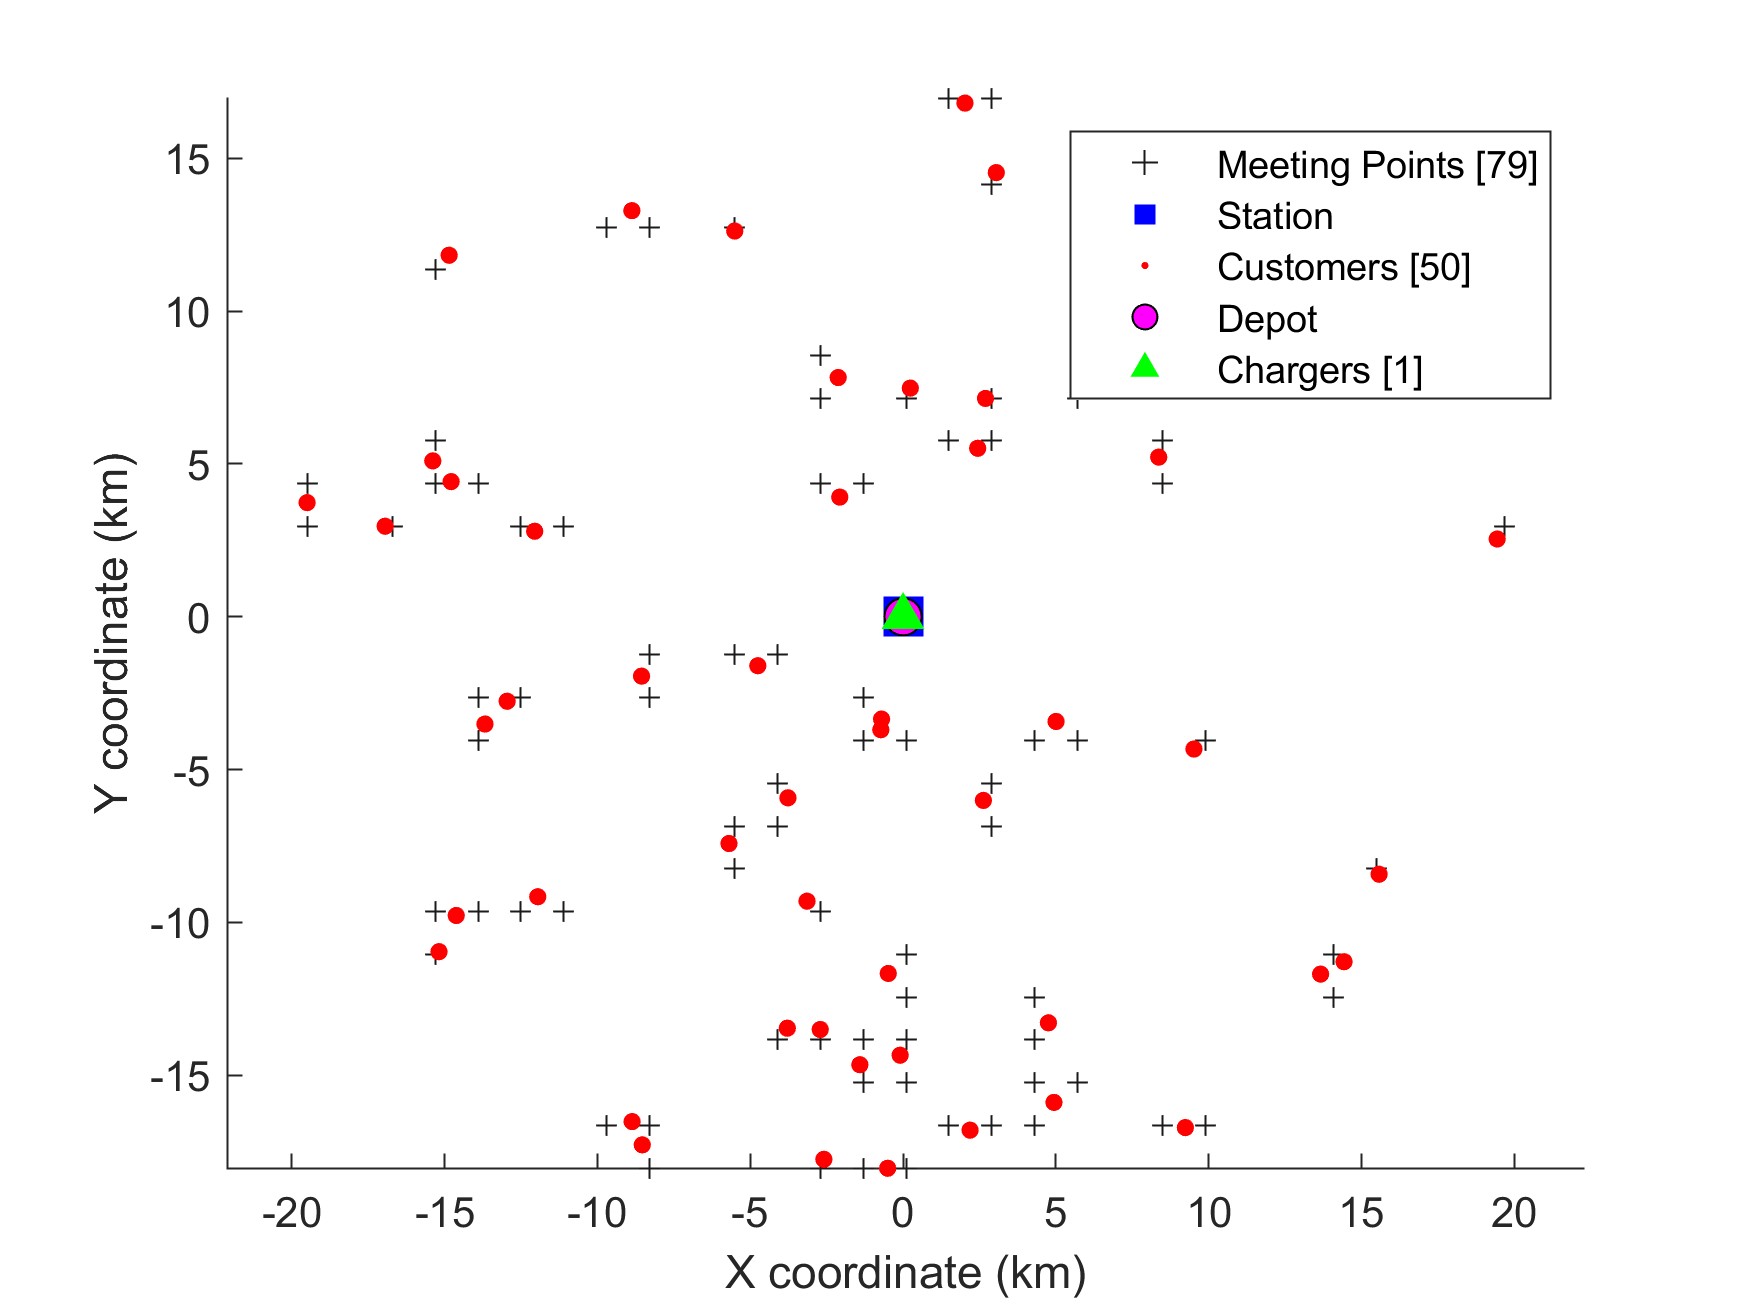 Meeting Points [79]
Station
Customers [50]
Depot
Chargers [1]
15
10
5
0
-5
-10
-15
Y coordinate (km)
-20 -15 -10 -5 0 5 10 15 20
X coordinate (km)